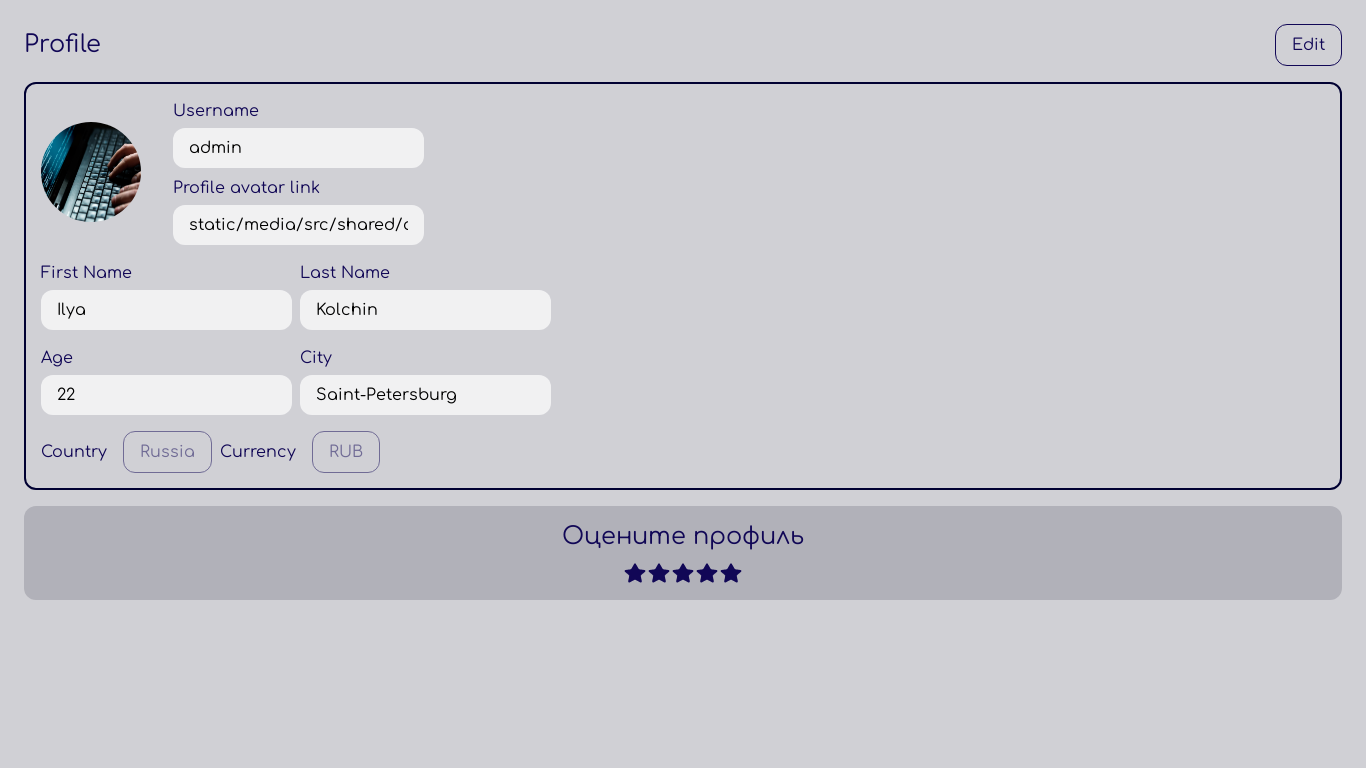 Profile
Edit
Username
admin
Profile avatar link
static/media/src/shared/
First Name Last Name
Ilya Kolchin
Age City
22 Saint-Petersburg
Country Russia Currency RUB
Оцените профиль